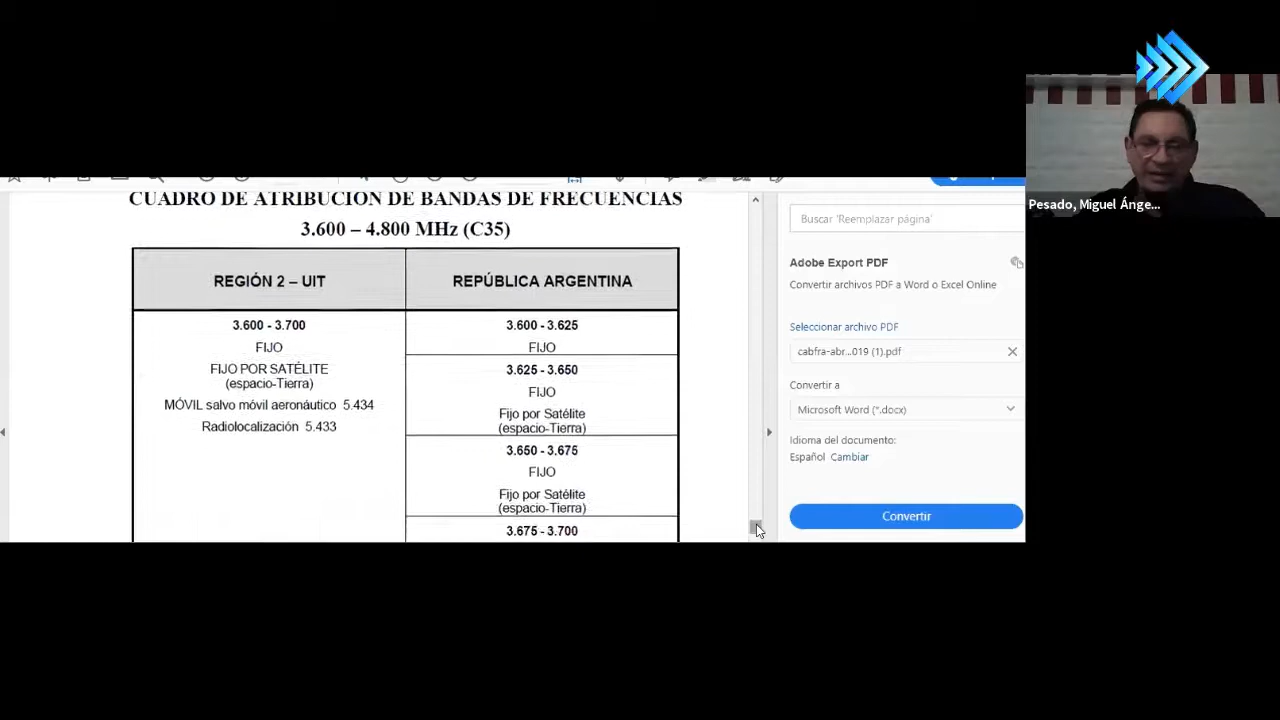 CUADRO DE ATRIBUCION DE BANDAS DE FRECUENCIAS
3.600 – 4.800 MHz (C35)
REGIÓN 2 – UIT
REPÚBLICA ARGENTINA
3.600 - 3.700
FIJO
FIJO POR SATÉLITE
(espacio-Tierra)
MÓVIL salvo móvil aeronáutico 5.434
Radiolocalización 5.433
3.600 - 3.625
FIJO
3.625 - 3.650
FIJO
Fijo por Satélite
(espacio-Tierra)
3.650 - 3.675
FIJO
Fijo por Satélite
(espacio-Tierra)
3.675 - 3.700
Buscar 'Reemplazar página'
Adobe Export PDF
Convertir archivos PDF a Word o Excel Online
Seleccionar archivo PDF
cabfra-abr...019 (1).pdf
Convertir a
Microsoft Word (*.docx)
Idioma del documento:
Español Cambiar
Convertir
Pesado, Miguel Ánge...